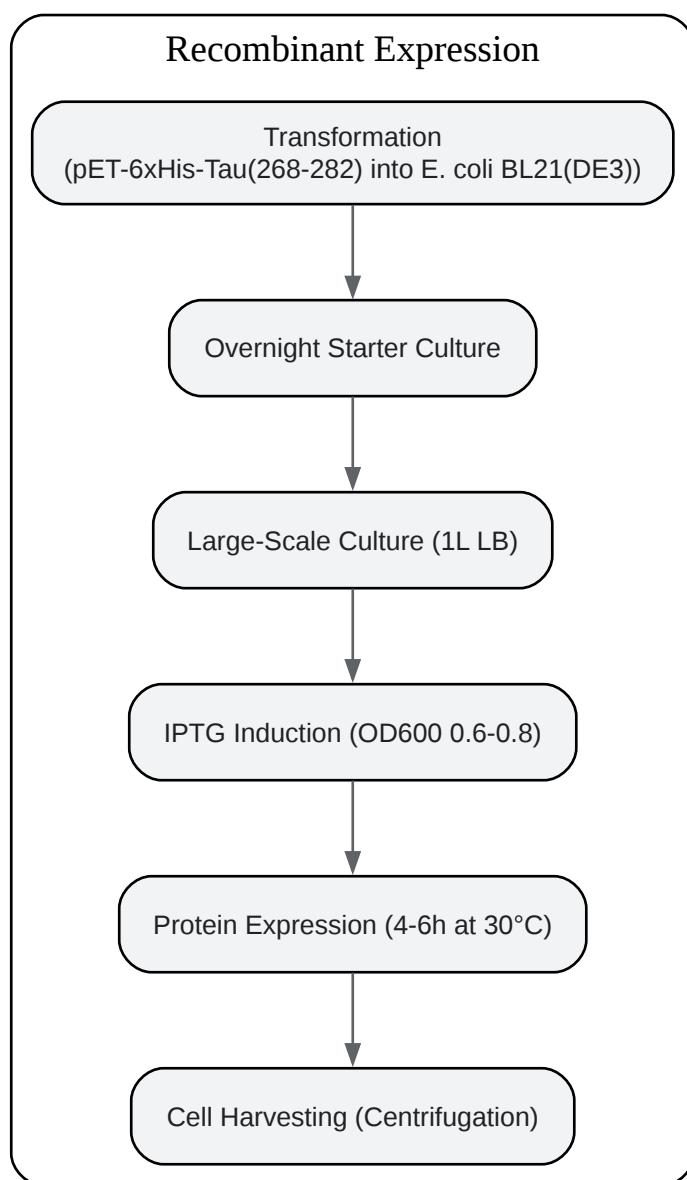 Recombinant Expression
Transformation
(pET-6xHis-Tau(268-282) into E. coli BL21(DE3))
Overnight Starter Culture
Large-Scale Culture (1L LB)
IPTG Induction (OD600 0.6-0.8)
Protein Expression (4-6h at 30°C)
Cell Harvesting (Centrifugation)